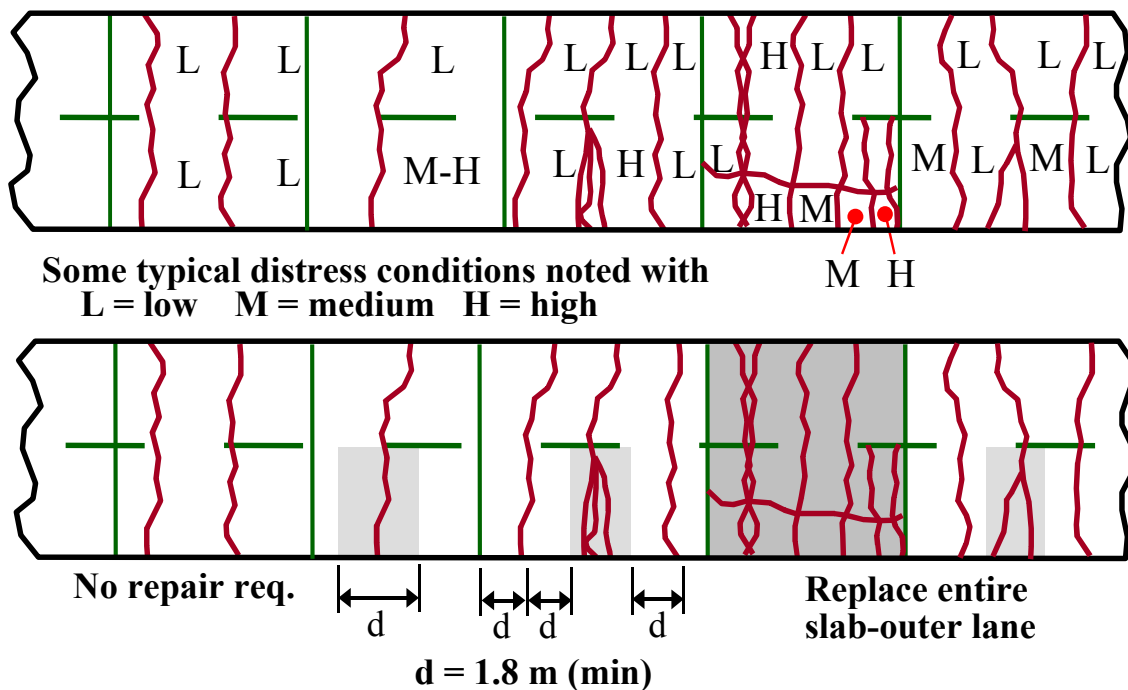 L L L L L L H L L L L L
L L M-H L H L L M L M L
H M
M H
Some typical distress conditions noted with
L = low M = medium H = high
No repair req.
d d d d
Replace entire
slab-outer lane
d = 1.8 m (min)